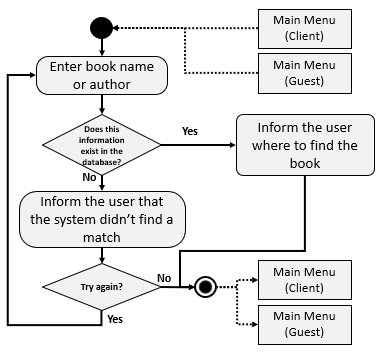 Main Menu
(Client)
Main Menu
(Guest)
Enter book name
or author
Does this
information
exist in the
database?
Yes
Inform the user
where to find the
book
No
Inform the user that
the system didn't find a
match
Try again?
No
Yes
Main Menu
(Client)
Main Menu
(Guest)